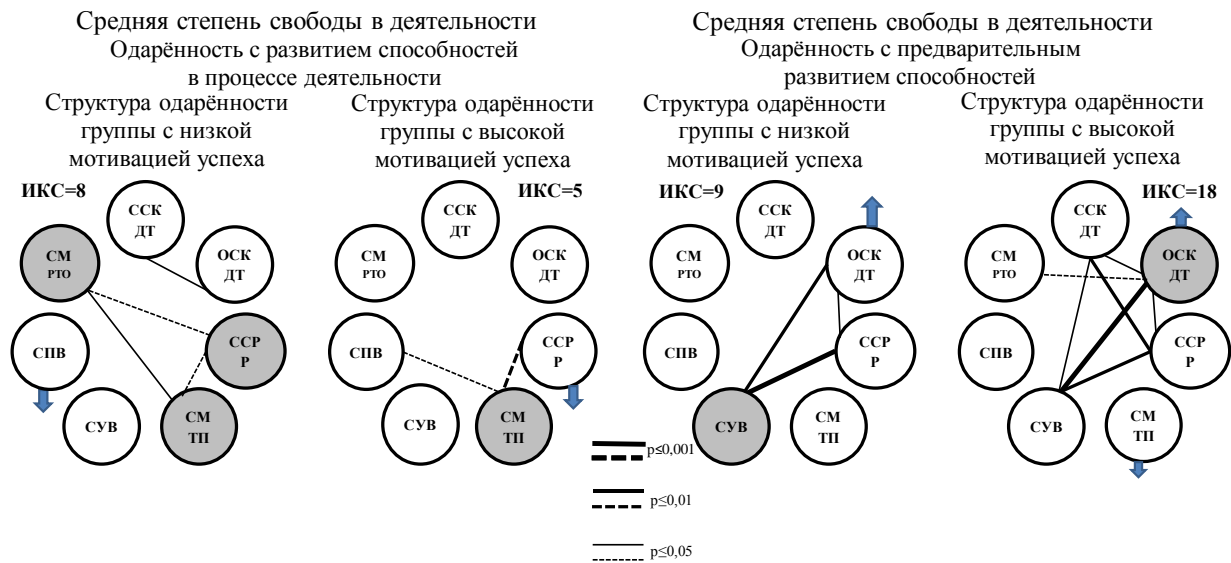 Средняя степень свободы в деятельности
Одарённость с развитием способностей
в процессе деятельности
Структура одарённости
группы с низкой
мотивацией успеха
ИКС=8
ССК
ДТ
СМ
РТО
ОСК
ДТ
СПВ
ССР
Р
СУВ
СМ
ТП
Структура одарённости
группы с высокой
мотивацией успеха
ИКС=5
ССК
ДТ
СМ
РТО
ОСК
ДТ
СПВ
ССР
Р
СУВ
СМ
ТП
Средняя степень свободы в деятельности
Одарённость с предварительным
развитием способностей
Структура одарённости
группы с низкой
мотивацией успеха
ИКС=9
ССК
ДТ
СМ
РТО
ОСК
ДТ
СПВ
ССР
Р
СУВ
СМ
ТП
Структура одарённости
группы с высокой
мотивацией успеха
ИКС=18
ССК
ДТ
СМ
РТО
ОСК
ДТ
СПВ
ССР
Р
СУВ
СМ
ТП
p≤0,001
p≤0,01
p≤0,05